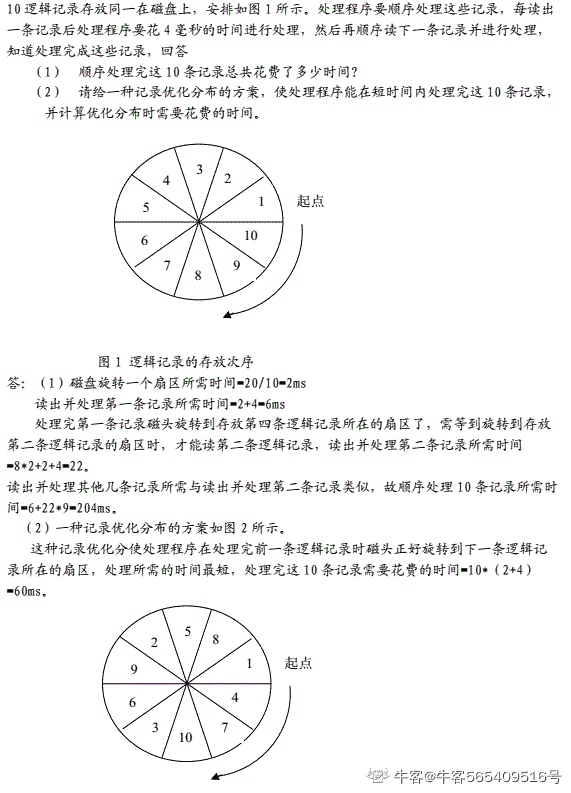 10逻辑记录存放同一在磁盘上，安排如图1所示。处理程序要顺序处理这些记录，每读出
一条记录后处理程序要花4毫秒的时间进行处理，然后再顺序读下一条记录并进行处理，
知道处理完成这些记录，回答
（1） 顺序处理完这10条记录总共花费了多少时间？
（2） 请给一种记录优化分布的方案，使处理程序能在短时间内处理完这10条记录，
并计算优化分布时需要花费的时间。
3
4
2
5
1
起点
6
10
7
9
8
图1 逻辑记录的存放次序
答：（1）磁盘旋转一个扇区所需时间=20/10=2ms
读出并处理第一条记录所需时间=2+4=6ms
处理完第一条记录磁头旋转到存放第四条逻辑记录所在的扇区了，需等到旋转到存放
第二条逻辑记录的扇区时，才能读第二条逻辑记录，读出并处理第二条记录所需时间
=8*2+2+4=22。
读出并处理其他几条记录所需与读出并处理第二条记录类似，故顺序处理10条记录所需时
间=6+22*9=204ms。
（2）一种记录优化分布的方案如图2所示。
这种记录优化分使处理程序在处理完前一条逻辑记录时磁头正好旋转到下一条逻辑记
录所在的扇区，处理所需的时间最短，处理完这10条记录需要花费的时间=10*（2+4）
=60ms。
5
2
8
9
1
起点
6
4
3
7
10
牛客@牛客565409516号